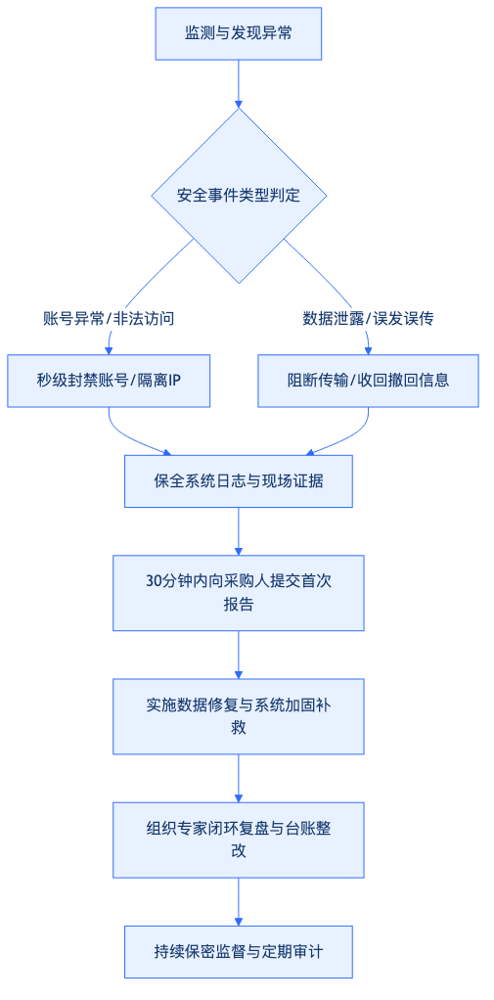 监测与发现异常
安全事件类型判定
账号异常/非法访问
数据泄露/误发误传
秒级封禁账号/隔离IP
阻断传输/收回撤回信息
保全系统日志与现场证据
30分钟内向采购人提交首次
报告
实施数据修复与系统加固补
救
组织专家闭环复盘与台账整
改
持续保密监督与定期审计